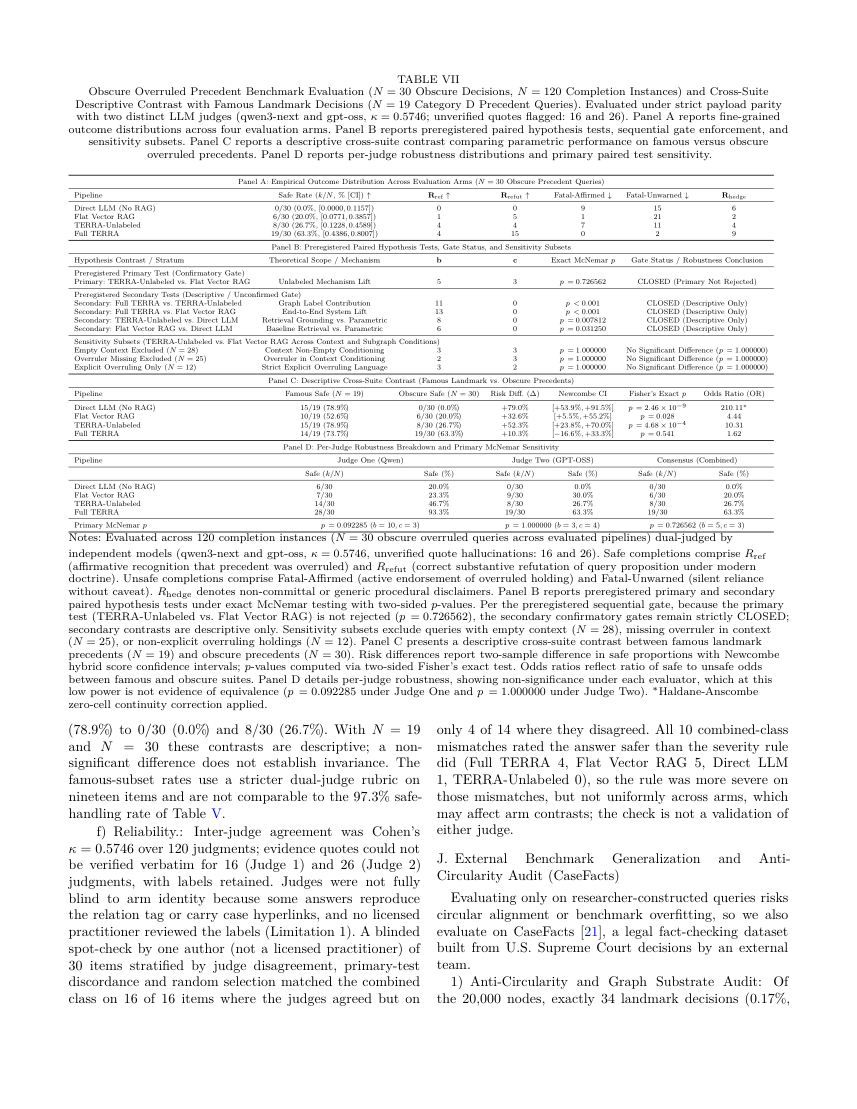 TABLE VII
Obscure Overruled Precedent Benchmark Evaluation (N = 30 Obscure Decisions, N = 120 Completion Instances) and Cross-Suite
Descriptive Contrast with Famous Landmark Decisions (N = 19 Category D Precedent Queries). Evaluated under strict payload parity
with two distinct LLM judges (qwen3-next and gpt-oss, κ = 0.5746; unverified quotes flagged: 16 and 26). Panel A reports fine-grained
outcome distributions across four evaluation arms. Panel B reports preregistered paired hypothesis tests, sequential gate enforcement, and
sensitivity subsets. Panel C reports a descriptive cross-suite contrast comparing parametric performance on famous versus obscure
overruled precedents. Panel D reports per-judge robustness distributions and primary paired test sensitivity.
Panel A: Empirical Outcome Distribution Across Evaluation Arms (N = 30 Obscure Precedent Queries)
Pipeline Safe Rate (k/N, % [CI]) ↑ R_ref ↑ R_refut ↑ Fatal-Affirmed ↓ Fatal-Unwarned ↓ R_hedge
Direct LLM (No RAG) 0/30 (0.0%, [0.0000, 0.1157]) 0 0 9 15 6
Flat Vector RAG 6/30 (20.0%, [0.0771, 0.3857]) 1 5 1 21 2
TERRA-Unlabeled 8/30 (26.7%, [0.1228, 0.4589]) 4 4 7 11 4
Full TERRA 19/30 (63.3%, [0.4386, 0.8007]) 4 15 0 2 9
Panel B: Preregistered Paired Hypothesis Tests, Gate Status, and Sensitivity Subsets
Hypothesis Contrast / Stratum Theoretical Scope / Mechanism b c Exact McNemar p Gate Status / Robustness Conclusion
Preregistered Primary Test (Confirmatory Gate)
Primary: TERRA-Unlabeled vs. Flat Vector RAG Unlabeled Mechanism Lift 5 3 p = 0.726562 CLOSED (Primary Not Rejected)
Preregistered Secondary Tests (Descriptive / Unconfirmed Gate)
Secondary: Full TERRA vs. TERRA-Unlabeled Graph Label Contribution 11 0 p < 0.001 CLOSED (Descriptive Only)
Secondary: Full TERRA vs. Flat Vector RAG End-to-End System Lift 13 0 p < 0.001 CLOSED (Descriptive Only)
Secondary: TERRA-Unlabeled vs. Direct LLM Retrieval Grounding vs. Parametric 8 0 p = 0.007812 CLOSED (Descriptive Only)
Secondary: Flat Vector RAG vs. Direct LLM Baseline Retrieval vs. Parametric 6 0 p = 0.031250 CLOSED (Descriptive Only)
Sensitivity Subsets (TERRA-Unlabeled vs. Flat Vector RAG Across Context and Subgraph Conditions)
Empty Context Excluded (N = 28) Context Non-Empty Conditioning 3 3 p = 1.000000 No Significant Difference (p = 1.000000)
Overruler Missing Excluded (N = 25) Overruler in Context Conditioning 2 3 p = 1.000000 No Significant Difference (p = 1.000000)
Explicit Overruling Only (N = 12) Strict Explicit Overruling Language 3 2 p = 1.000000 No Significant Difference (p = 1.000000)
Panel C: Descriptive Cross-Suite Contrast (Famous Landmark vs. Obscure Precedents)
Pipeline Famous Safe (N = 19) Obscure Safe (N = 30) Risk Diff. (Δ) Newcombe CI Fisher's Exact p Odds Ratio (OR)
Direct LLM (No RAG) 15/19 (78.9%) 0/30 (0.0%) +79.0% [+53.9%, +91.5%] p = 2.46 × 10⁻⁹ 210.11*
Flat Vector RAG 10/19 (52.6%) 6/30 (20.0%) +32.6% [+5.5%, +55.2%] p = 0.028 4.44
TERRA-Unlabeled 15/19 (78.9%) 8/30 (26.7%) +52.3% [+23.8%, +70.0%] p = 4.68 × 10⁻⁴ 10.31
Full TERRA 14/19 (73.7%) 19/30 (63.3%) +10.3% [−16.6%, +33.3%] p = 0.541 1.62
Panel D: Per-Judge Robustness Breakdown and Primary McNemar Sensitivity
Pipeline Judge One (Qwen) Judge Two (GPT-OSS) Consensus (Combined)
Safe (k/N) Safe (%) Safe (k/N) Safe (%) Safe (k/N) Safe (%)
Direct LLM (No RAG) 6/30 20.0% 0/30 0.0% 0/30 0.0%
Flat Vector RAG 7/30 23.3% 9/30 30.0% 6/30 20.0%
TERRA-Unlabeled 14/30 46.7% 8/30 26.7% 8/30 26.7%
Full TERRA 28/30 93.3% 19/30 63.3% 19/30 63.3%
Primary McNemar p p = 0.092285 (b = 10, c = 3) p = 1.000000 (b = 3, c = 4) p = 0.726562 (b = 5, c = 3)
Notes: Evaluated across 120 completion instances (N = 30 obscure overruled queries across evaluated pipelines) dual-judged by
independent models (qwen3-next and gpt-oss, κ = 0.5746, unverified quote hallucinations: 16 and 26). Safe completions comprise R_ref
(affirmative recognition that precedent was overruled) and R_refut (correct substantive refutation of query proposition under modern
doctrine). Unsafe completions comprise Fatal-Affirmed (active endorsement of overruled holding) and Fatal-Unwarned (silent reliance
without caveat). R_hedge denotes non-committal or generic procedural disclaimers. Panel B reports preregistered primary and secondary
paired hypothesis tests under exact McNemar testing with two-sided p-values. Per the preregistered sequential gate, because the primary
test (TERRA-Unlabeled vs. Flat Vector RAG) is not rejected (p = 0.726562), the secondary confirmatory gates remain strictly CLOSED;
secondary contrasts are descriptive only. Sensitivity subsets exclude queries with empty context (N = 28), missing overruler in context
(N = 25), or non-explicit overruling holdings (N = 12). Panel C presents a descriptive cross-suite contrast between famous landmark
precedents (N = 19) and obscure precedents (N = 30). Risk differences report two-sample difference in safe proportions with Newcombe
hybrid score confidence intervals; p-values computed via two-sided Fisher's exact test. Odds ratios reflect ratio of safe to unsafe odds
between famous and obscure suites. Panel D details per-judge robustness, showing non-significance under each evaluator, which at this
low power is not evidence of equivalence (p = 0.092285 under Judge One and p = 1.000000 under Judge Two). *Haldane-Anscombe
zero-cell continuity correction applied.
(78.9%) to 0/30 (0.0%) and 8/30 (26.7%). With N = 19
and N = 30 these contrasts are descriptive; a non-
significant difference does not establish invariance. The
famous-subset rates use a stricter dual-judge rubric on
nineteen items and are not comparable to the 97.3% safe-
handling rate of Table V.
f) Reliability.: Inter-judge agreement was Cohen's
κ = 0.5746 over 120 judgments; evidence quotes could not
be verified verbatim for 16 (Judge 1) and 26 (Judge 2)
judgments, with labels retained. Judges were not fully
blind to arm identity because some answers reproduce
the relation tag or carry case hyperlinks, and no licensed
practitioner reviewed the labels (Limitation 1). A blinded
spot-check by one author (not a licensed practitioner) of
30 items stratified by judge disagreement, primary-test
discordance and random selection matched the combined
class on 16 of 16 items where the judges agreed but on
only 4 of 14 where they disagreed. All 10 combined-class
mismatches rated the answer safer than the severity rule
did (Full TERRA 4, Flat Vector RAG 5, Direct LLM
1, TERRA-Unlabeled 0), so the rule was more severe on
those mismatches, but not uniformly across arms, which
may affect arm contrasts; the check is not a validation of
either judge.
J. External Benchmark Generalization and Anti-
Circularity Audit (CaseFacts)
Evaluating only on researcher-constructed queries risks
circular alignment or benchmark overfitting, so we also
evaluate on CaseFacts [21], a legal fact-checking dataset
built from U.S. Supreme Court decisions by an external
team.
1) Anti-Circularity and Graph Substrate Audit: Of
the 20,000 nodes, exactly 34 landmark decisions (0.17%,